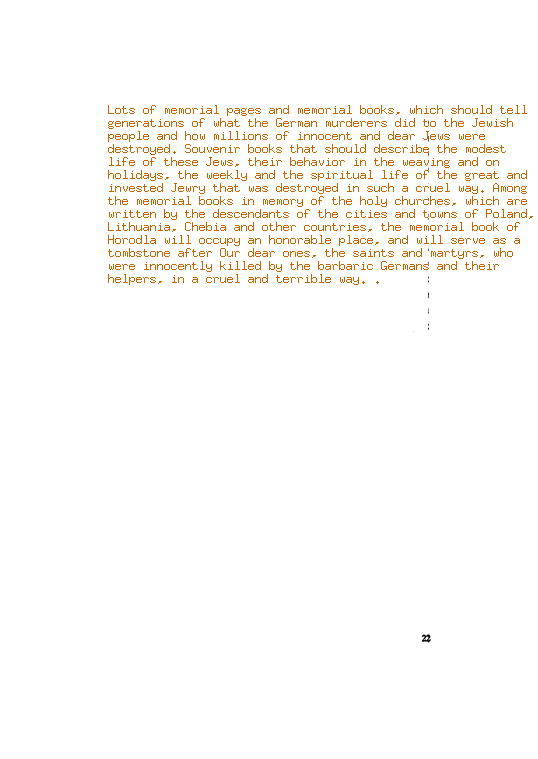 Lots of memorial pages and memorial books, which should tell
generations of what the German murderers did to the Jewish
people and how millions of innocent and dear Jews were
destroyed. Souvenir books that should describe the modest
life of these Jews, their behavior in the weaving and on
holidays, the weekly and the spiritual life of the great and
invested Jewry that was destroyed in such a cruel way. Among
the memorial books in memory of the holy churches, which are
written by the descendants of the cities and towns of Poland,
Lithuania, Chebia and other countries, the memorial book of
Horodla will occupy an honorable place, and will serve as a
tombstone after Our dear ones, the saints and martyrs, who
were innocently killed by the barbaric Germans and their
helpers, in a cruel and terrible way. .
22